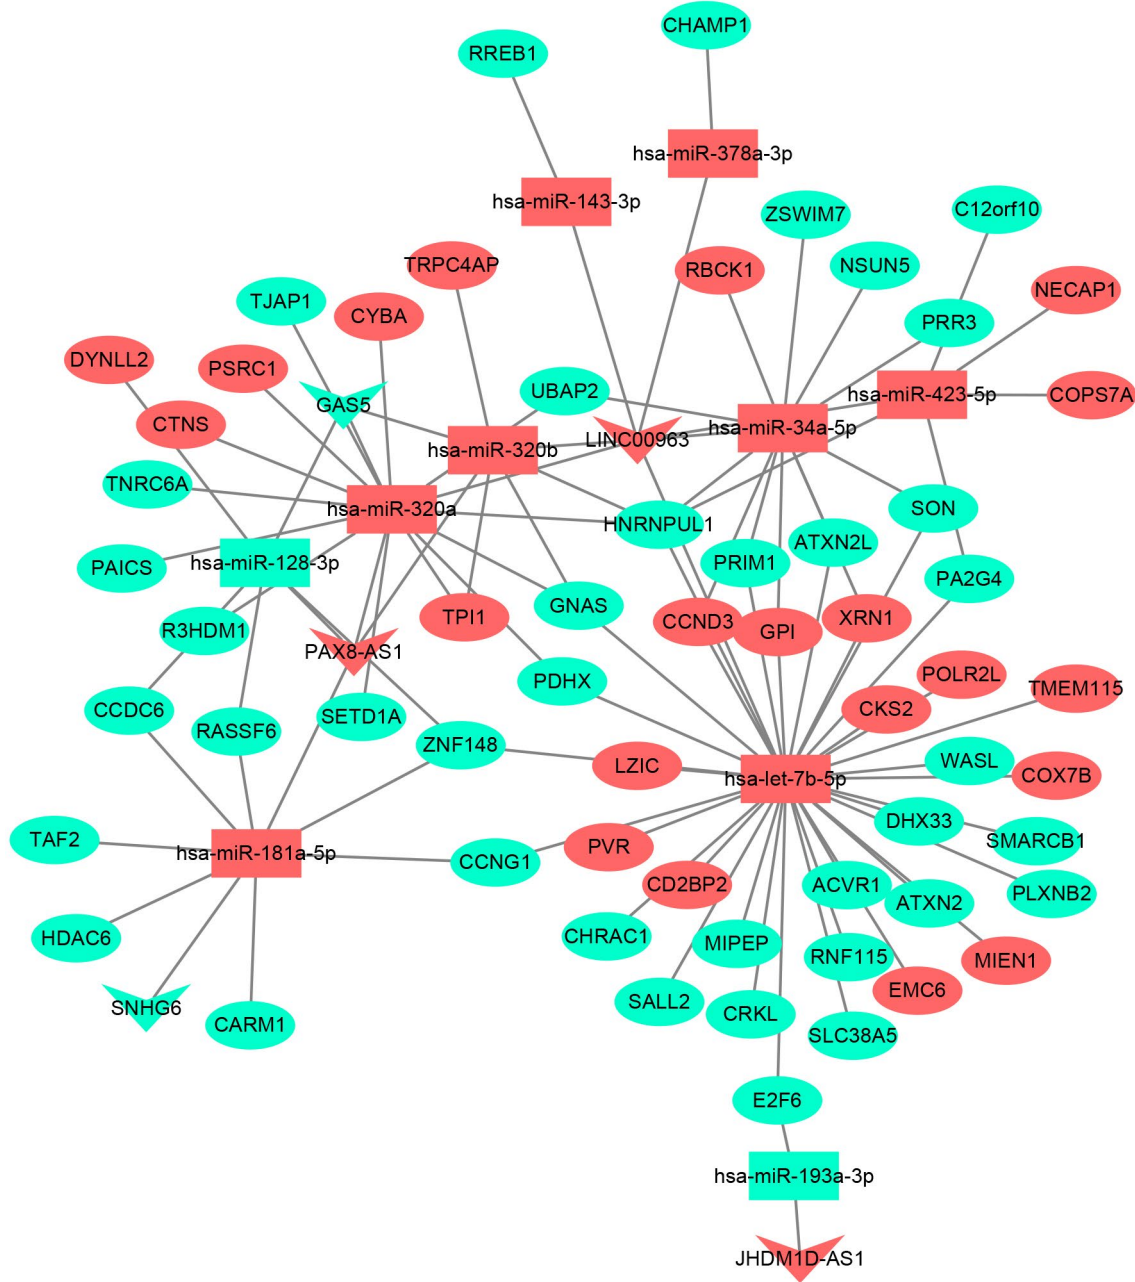 CHAMP1
RREB1
hsa-miR-378a-3p
hsa-miR-143-3p
ZSWIM7
C12orf10
TRPC4AP
RBCK1
NSUN5
NECAP1
TJAP1
CYBA
PRR3
DYNLL2
PSRC1
UBAP2
hsa-miR-423-5p
COPS7A
GAS5
CTNS
hsa-miR-34a-5p
LINC00963
hsa-miR-320b
TNRC6A
hsa-miR-320a
SON
HNRNPUL1
ATXN2L
PAICS
hsa-miR-128-3p
PRIM1
PA2G4
GNAS
TPI1
XRN1
CCND3
GPI
R3HDM1
PAX8-AS1
POLR2L
PDHX
TMEM115
CCDC6
CKS2
SETD1A
RASSF6
ZNF148
LZIC
WASL
hsa-let-7b-5p
COX7B
DHX33
TAF2
SMARCB1
PVR
hsa-miR-181a-5p
CCNG1
CD2BP2
ACVR1
PLXNB2
ATXN2
HDAC6
CHRAC1
MIPEP
RNF115
MIEN1
EMC6
SALL2
SNHG6
CRKL
CARM1
SLC38A5
E2F6
hsa-miR-193a-3p
JHDM1D-AS1